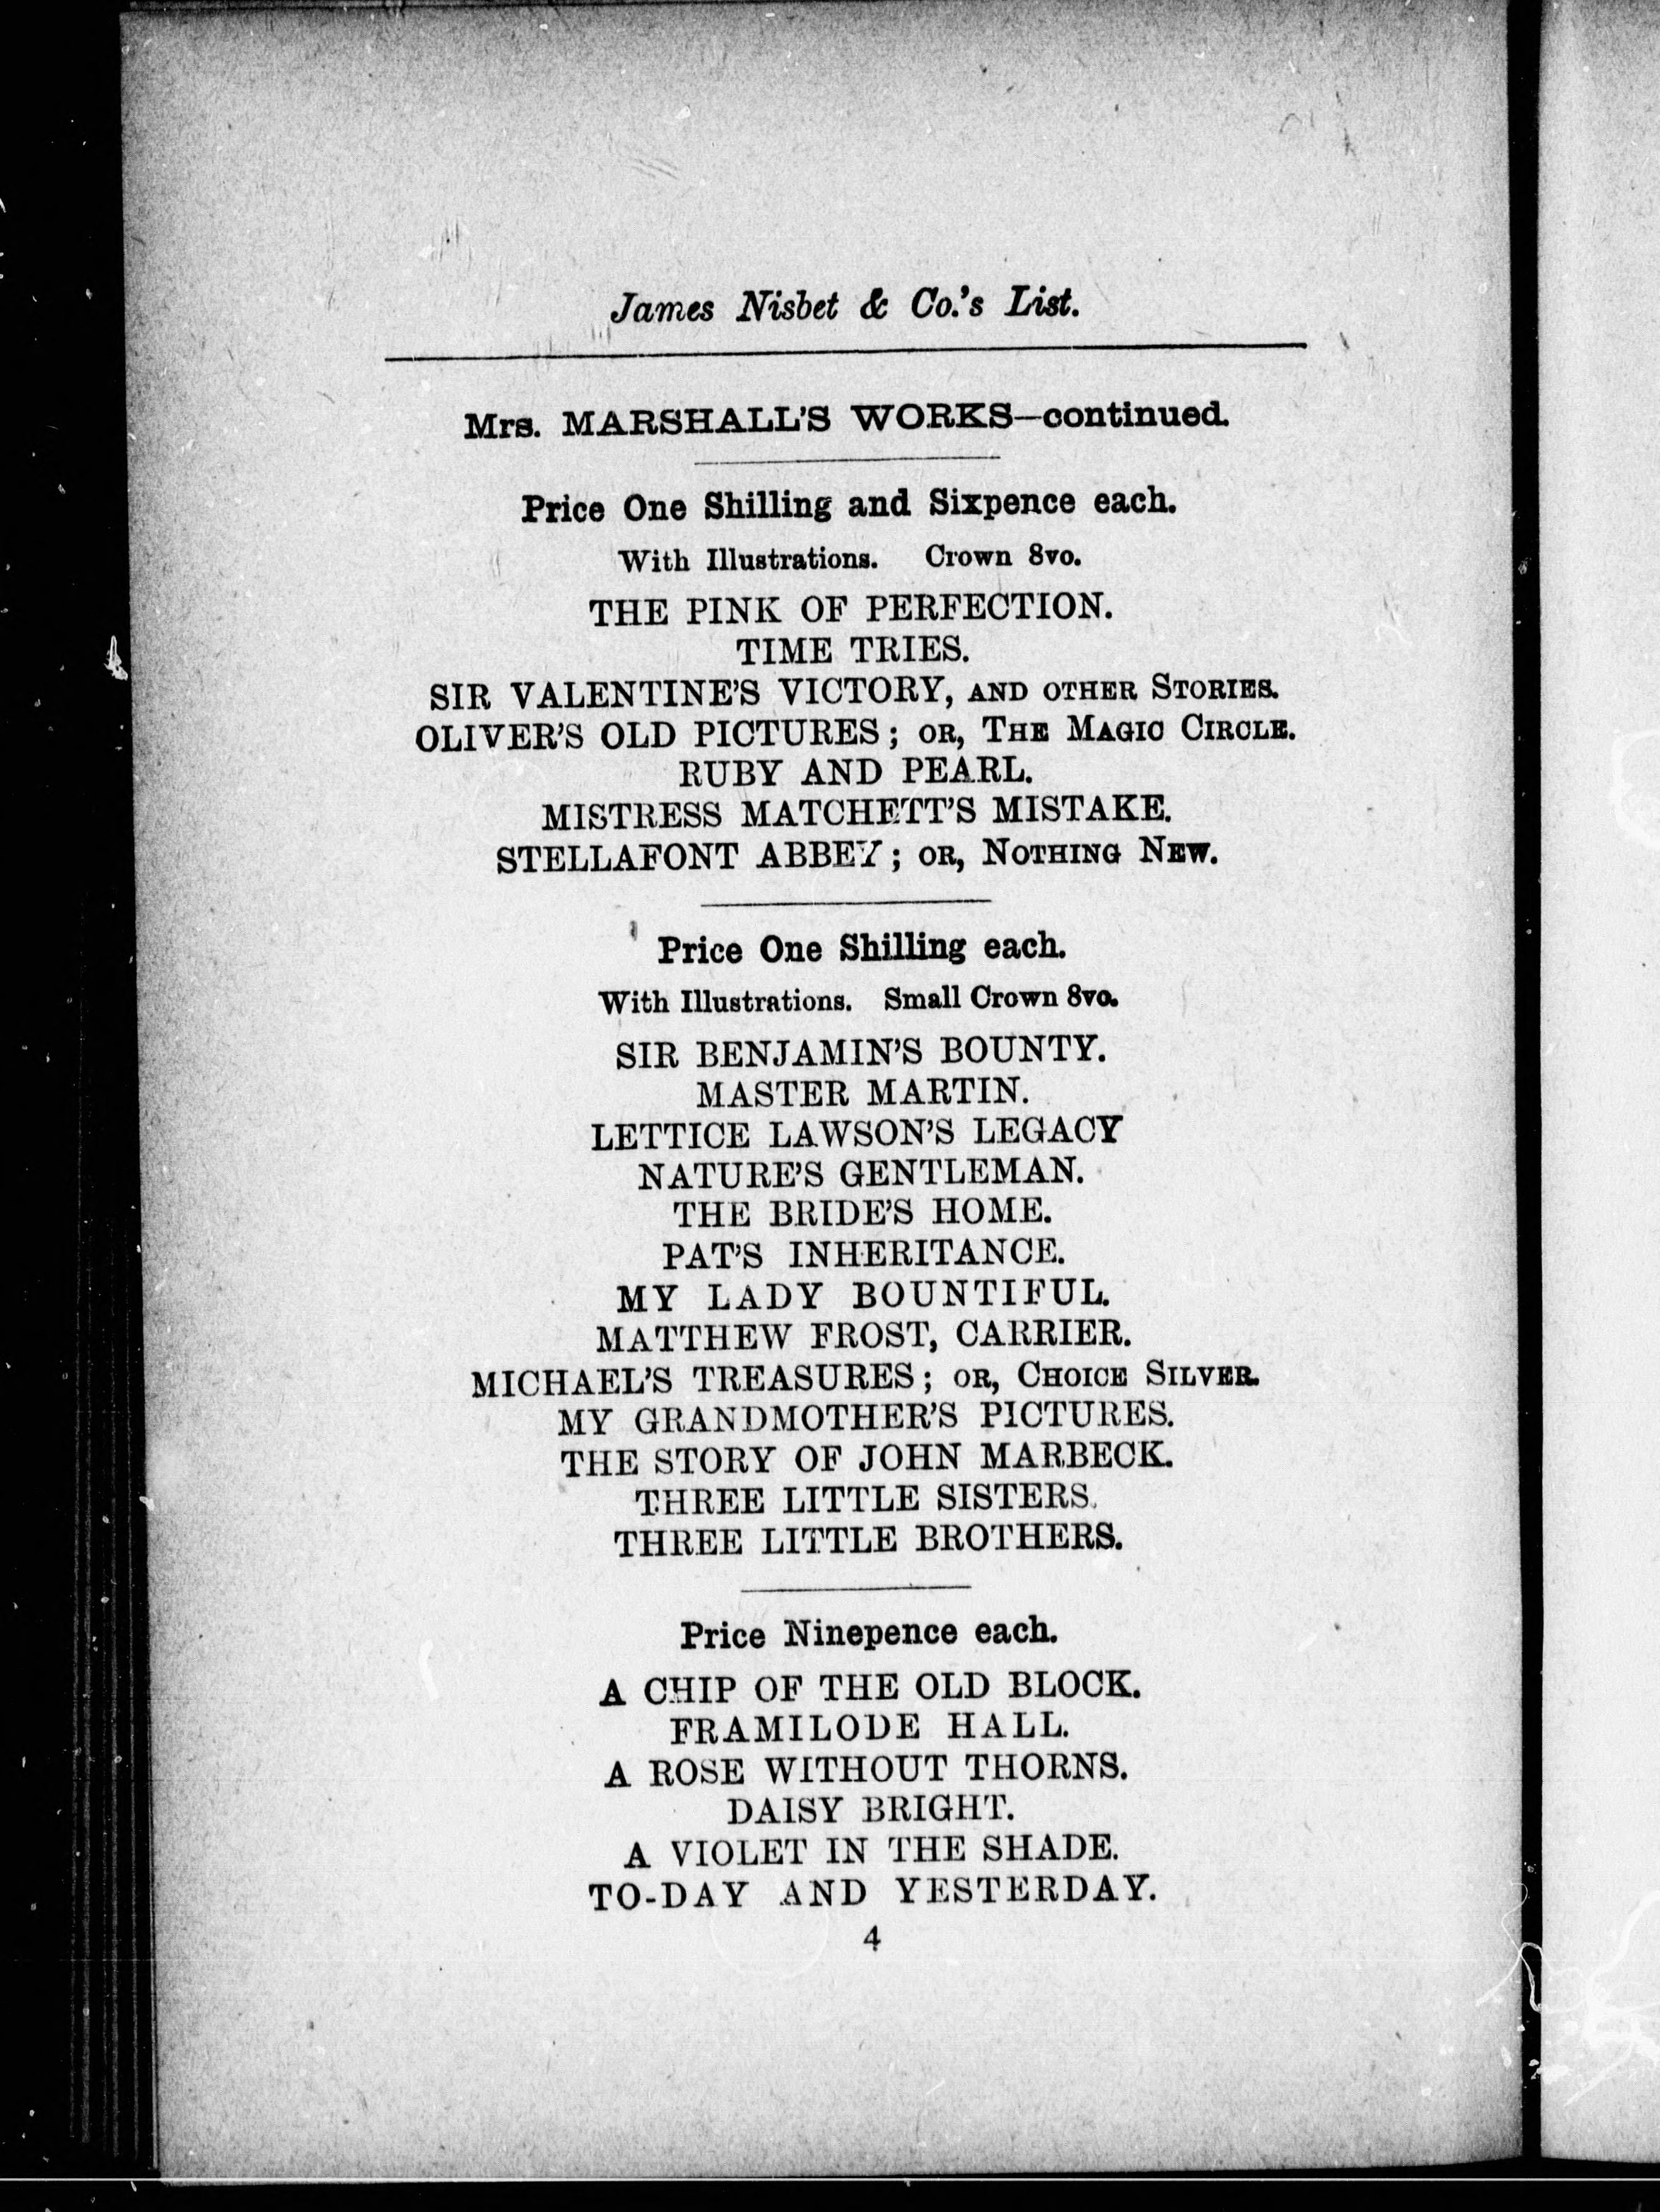 James Nisbet & Co.'s List.
Mrs. MARSHALL'S WORKS—continued.
Price One Shilling and Sixpence each.
With Illustrations. Crown 8vo.
THE PINK OF PERFECTION.
TIME TRIES.
SIR VALENTINE'S VICTORY, AND OTHER STORIES.
OLIVER'S OLD PICTURES; OR, THE MAGIC CIRCLE.
RUBY AND PEARL.
MISTRESS MATCHETT'S MISTAKE.
STELLAFONT ABBEY; OR, NOTHING NEW.
Price One Shilling each.
With Illustrations. Small Crown 8vo.
SIR BENJAMIN'S BOUNTY.
MASTER MARTIN.
LETTICE LAWSON'S LEGACY
NATURE'S GENTLEMAN.
THE BRIDE'S HOME.
PAT'S INHERITANCE.
MY LADY BOUNTIFUL.
MATTHEW FROST, CARRIER.
MICHAEL'S TREASURES; OR, CHOICE SILVER.
MY GRANDMOTHER'S PICTURES.
THE STORY OF JOHN MARBECK.
THREE LITTLE SISTERS.
THREE LITTLE BROTHERS.
Price Ninepence each.
A CHIP OF THE OLD BLOCK.
FRAMILODE HALL.
A ROSE WITHOUT THORNS.
DAISY BRIGHT.
A VIOLET IN THE SHADE.
TO-DAY AND YESTERDAY.
4